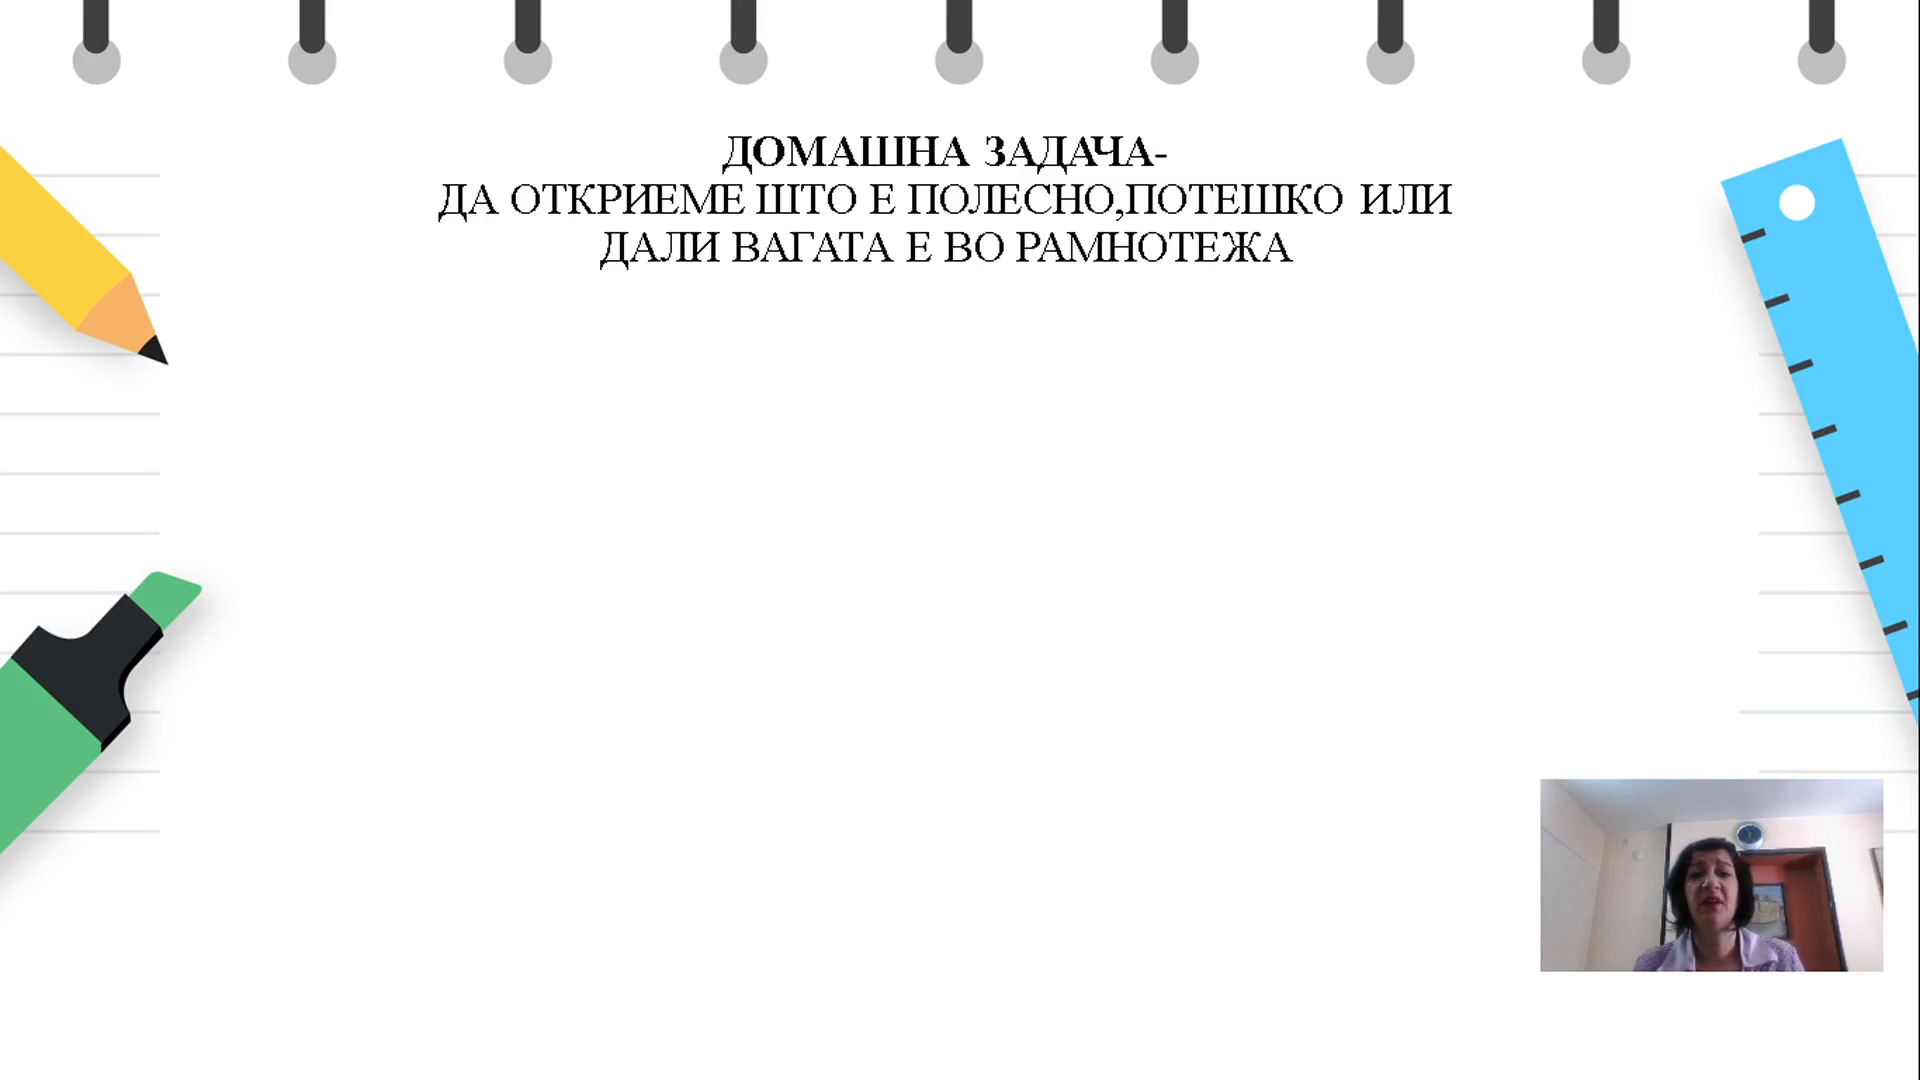 ДОМАШНА ЗАДАЧА-
ДА ОТКРИЕМЕ ШТО Е ПОЛЕСНО,ПОТЕШКО ИЛИ
ДАЛИ ВАГАТА Е ВО РАМНОТЕЖА